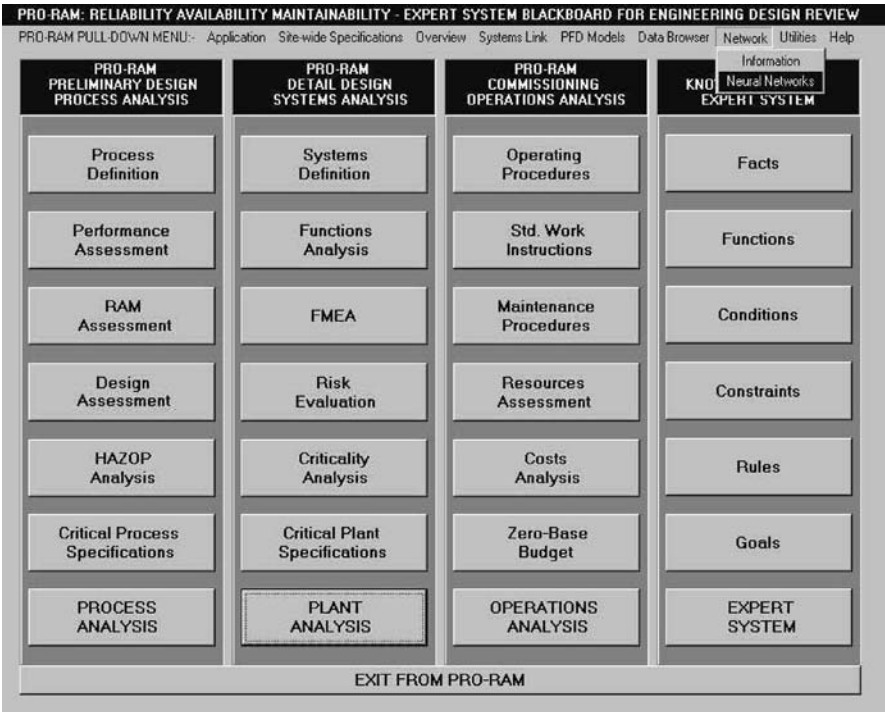 PRO-RAM: RELIABILITY AVAILABILITY MAINTAINABILITY - EXPERT SYSTEM BLACKBOARD FOR ENGINEERING DESIGN REVIEW
PRO-RAM PULL-DOWN MENU:- Application Site-wide Specifications Overview Systems Link PFD Models Data Browser Network Utilities Help
Information
Neural Networks
PRO-RAM
PRELIMINARY DESIGN
PROCESS ANALYSIS
Process
Definition
Performance
Assessment
RAM
Assessment
Design
Assessment
HAZOP
Analysis
Critical Process
Specifications
PROCESS
ANALYSIS
PRO-RAM
DETAIL DESIGN
SYSTEMS ANALYSIS
Systems
Definition
Functions
Analysis
FMEA
Risk
Evaluation
Criticality
Analysis
Critical Plant
Specifications
PLANT
ANALYSIS
PRO-RAM
COMMISSIONING
OPERATIONS ANALYSIS
Operating
Procedures
Std. Work
Instructions
Maintenance
Procedures
Resources
Assessment
Costs
Analysis
Zero-Base
Budget
OPERATIONS
ANALYSIS
EXPERT SYSTEM
Facts
Functions
Conditions
Constraints
Rules
Goals
EXPERT
SYSTEM
EXIT FROM PRO-RAM